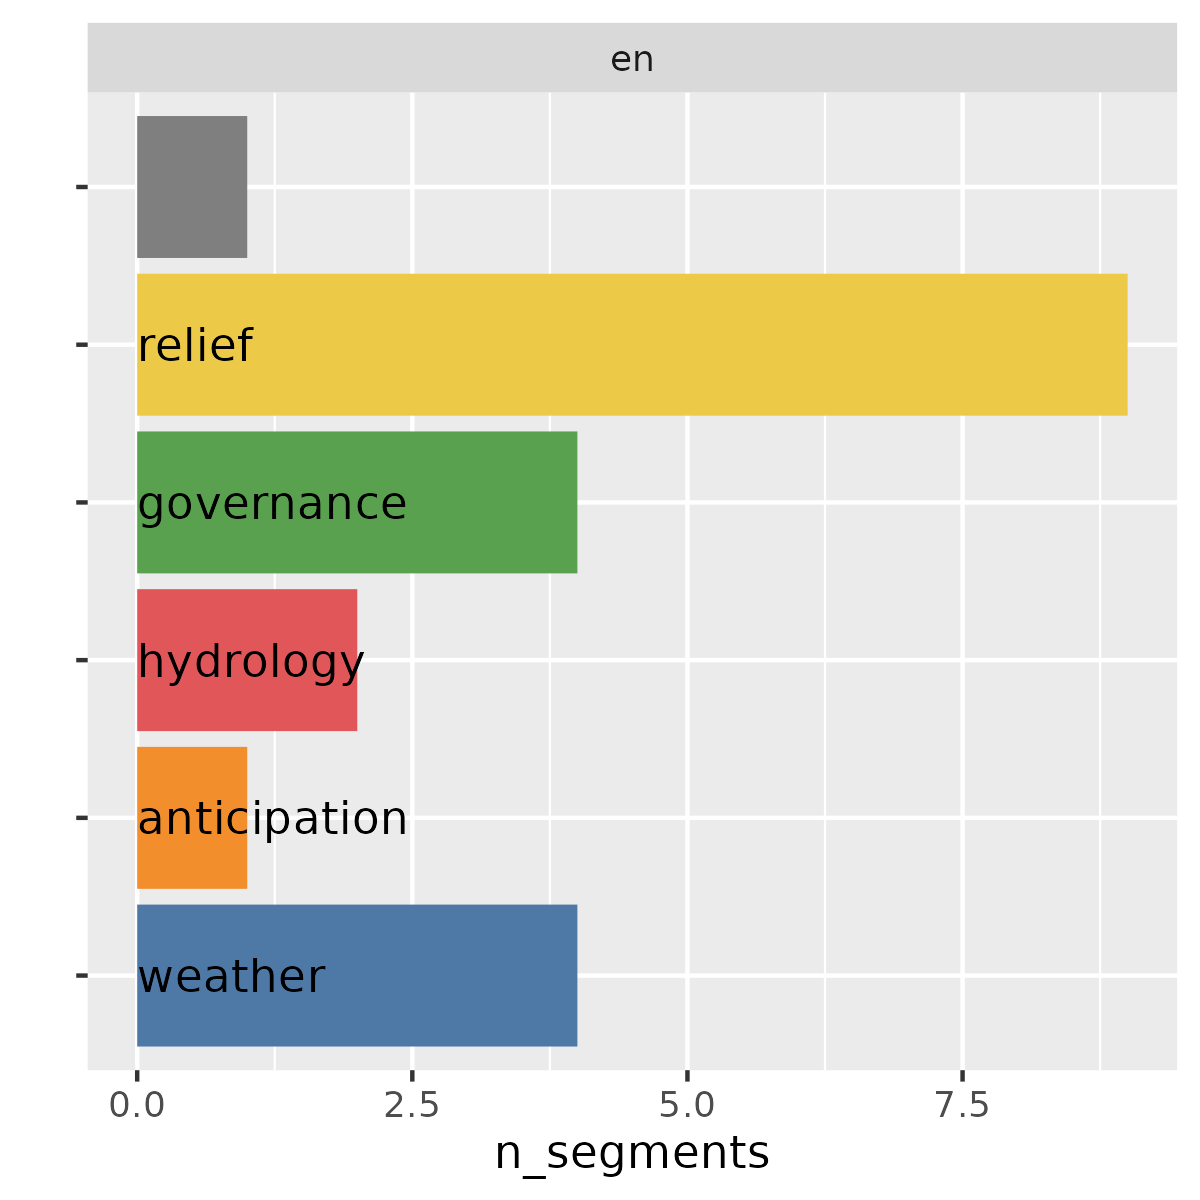 en
relief
governance
hydrology
anticipation
weather
0.0 2.5 5.0 7.5
n_segments